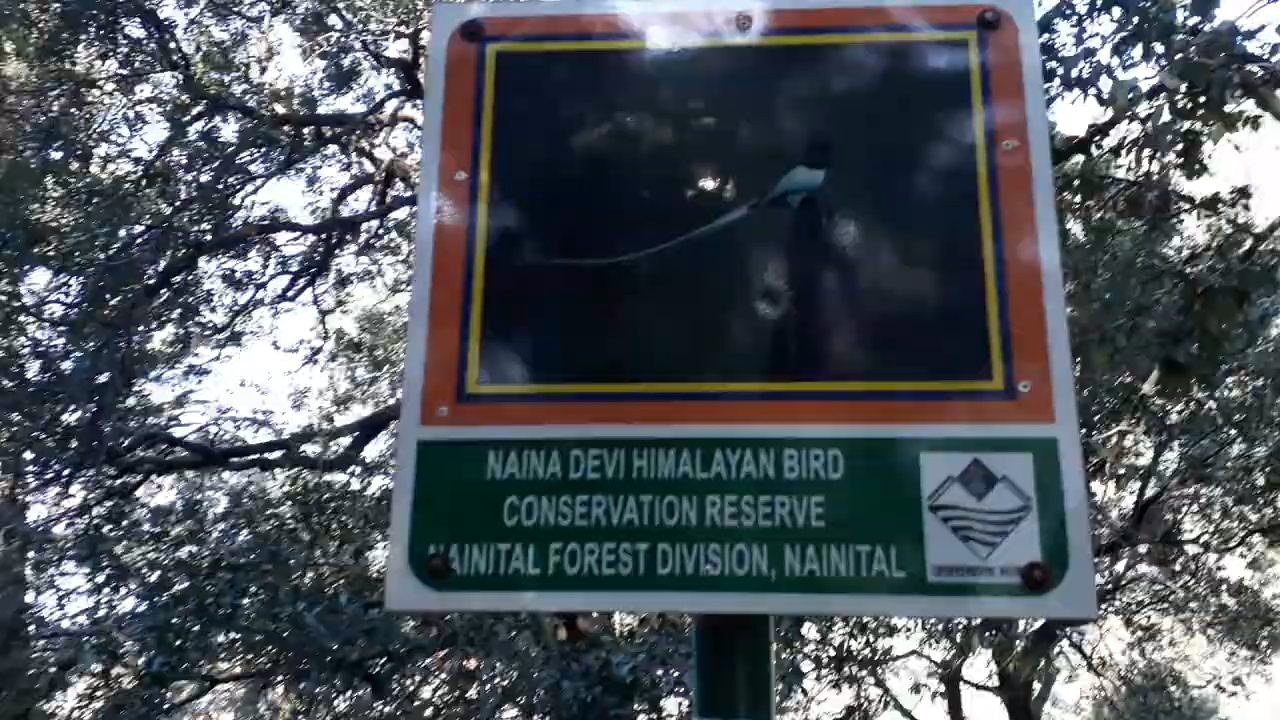 NAINA DEVI HIMALAYAN BIRD
CONSERVATION RESERVE
NAINITAL FOREST DIVISION, NAINITAL